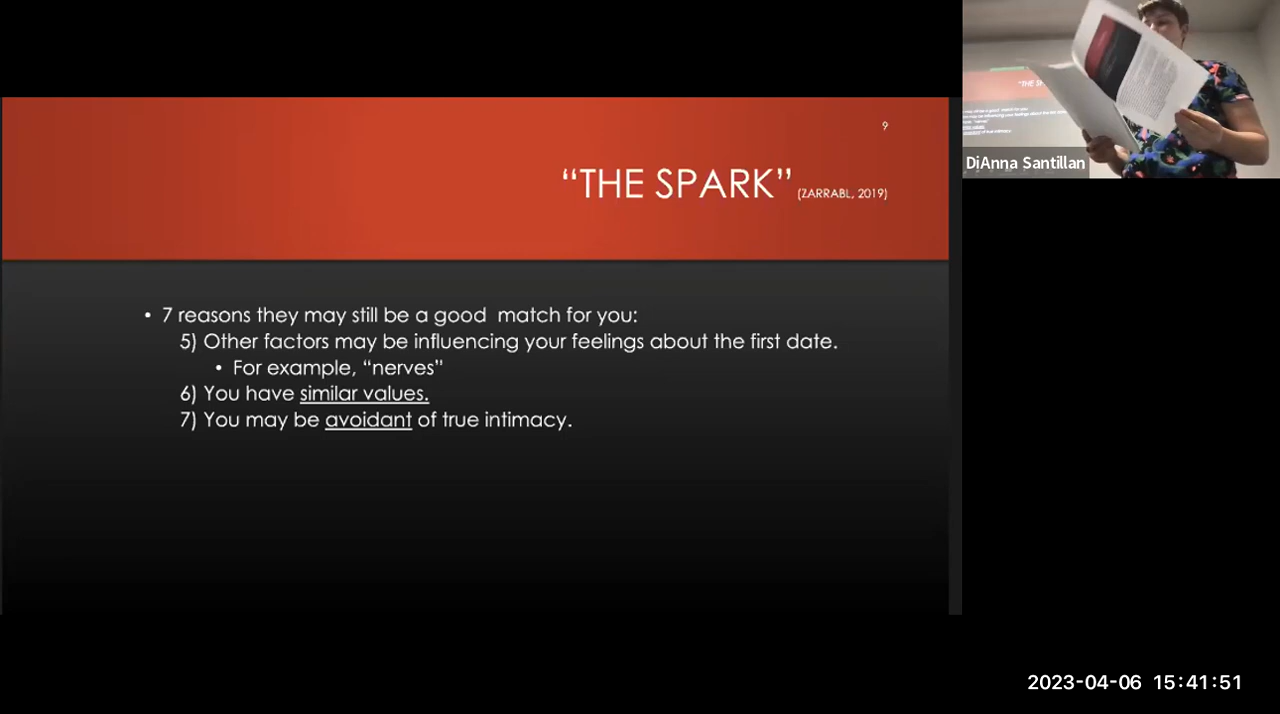 9
“THE SPARK” (ZARRABL, 2019)
• 7 reasons they may still be a good  match for you:
5) Other factors may be influencing your feelings about the first date.
• For example, “nerves”
6) You have similar values.
7) You may be avoidant of true intimacy.
DiAnna Santillan
2023-04-06 15:41:51